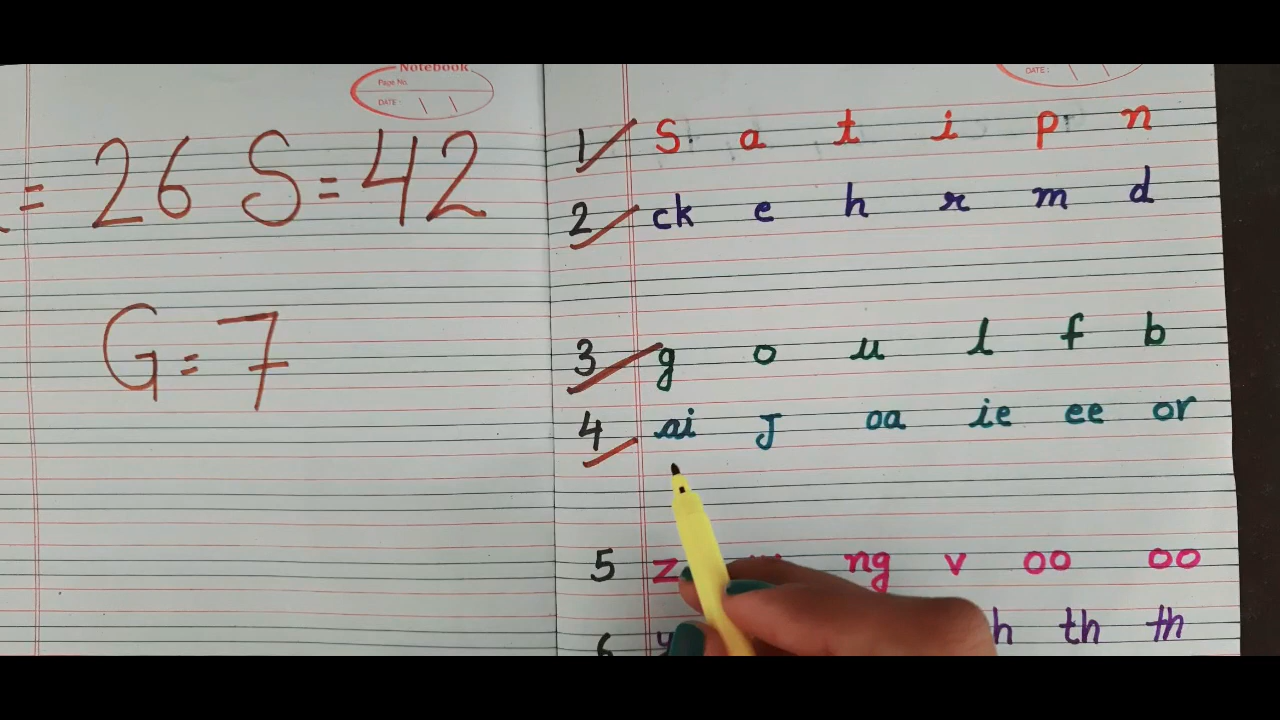 Notebook
Page No.
DATE :
= 26 S = 42
G = 7
DATE :
1 S a t i p n
2 ck e h r m d
3 g o u l f b
4 ai J oa ie ee or
5 z ng v oo oo
6 y h th th